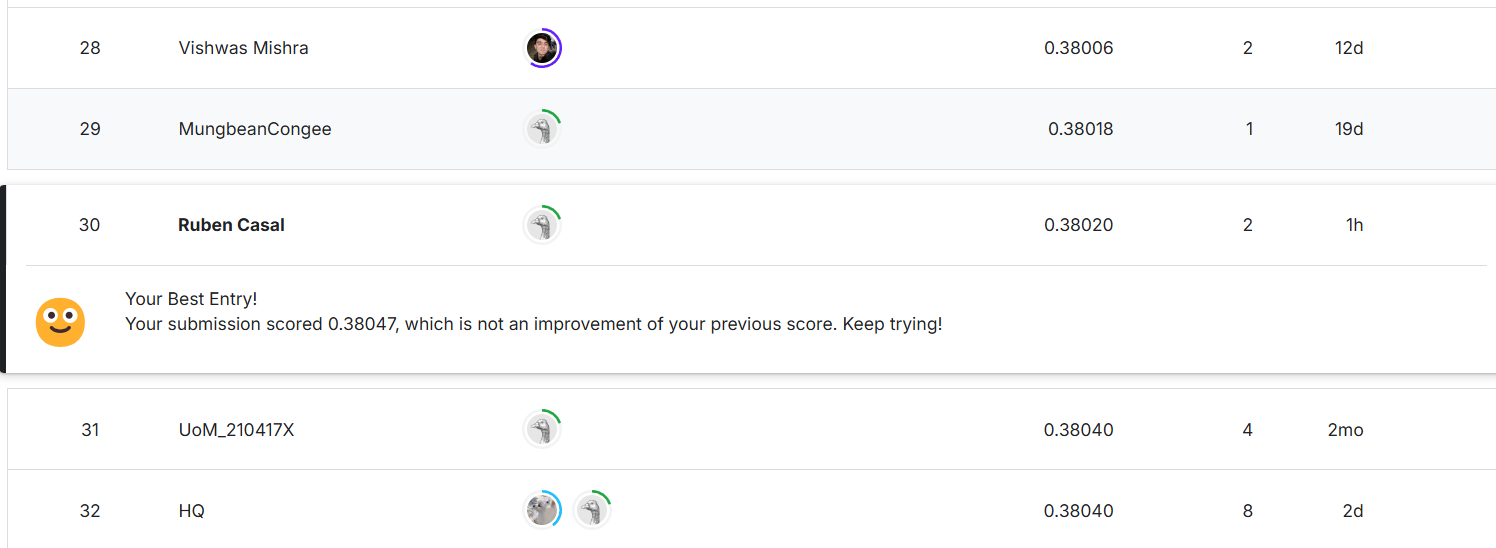 28 Vishwas Mishra 0.38006 2 12d
29 MungbeanCongee 0.38018 1 19d
30 Ruben Casal 0.38020 2 1h
Your Best Entry!
Your submission scored 0.38047, which is not an improvement of your previous score. Keep trying!
31 UoM_210417X 0.38040 4 2mo
32 HQ 0.38040 8 2d